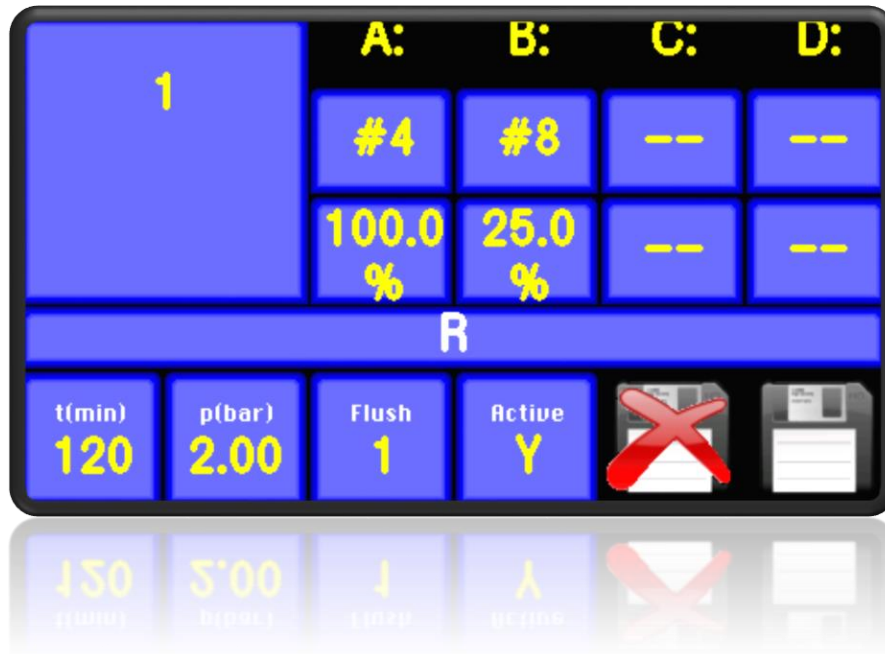 A: B: C: D:
1
#4 #8 -- --
100.0 25.0 -- --
% %
R
t(min) p(bar) Flush Active
120 2.00 1 Y